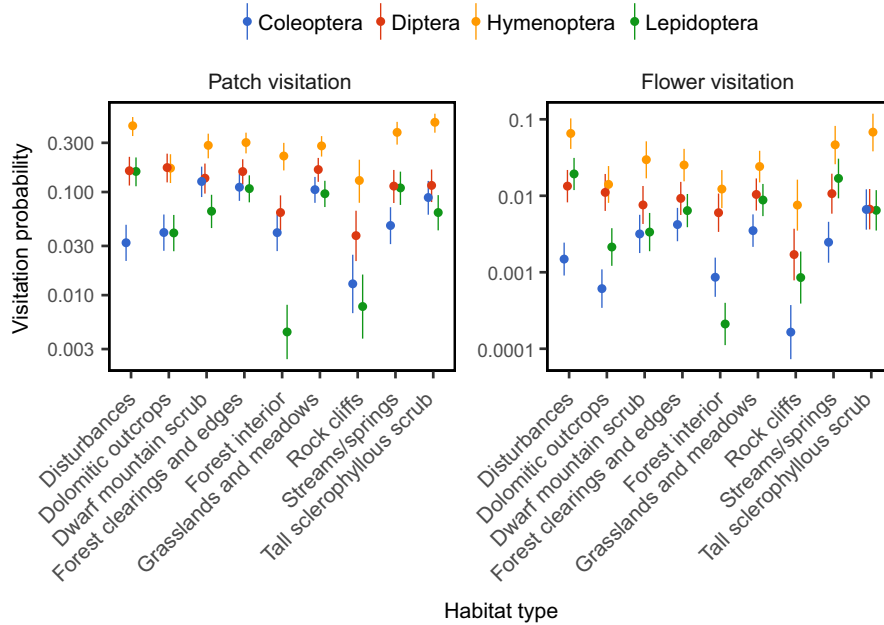 Coleoptera Diptera Hymenoptera Lepidoptera
Patch visitation
Flower visitation
Visitation probability
0.300
0.100
0.030
0.010
0.003
0.1
0.01
0.001
0.0001
Disturbances
Dolomitic outcrops
Dwarf mountain scrub
Forest clearings and edges
Forest interior
Grasslands and meadows
Rock cliffs
Streams/springs
Tall sclerophyllous scrub
Disturbances
Dolomitic outcrops
Dwarf mountain scrub
Forest clearings and edges
Forest interior
Grasslands and meadows
Rock cliffs
Streams/springs
Tall sclerophyllous scrub
Habitat type